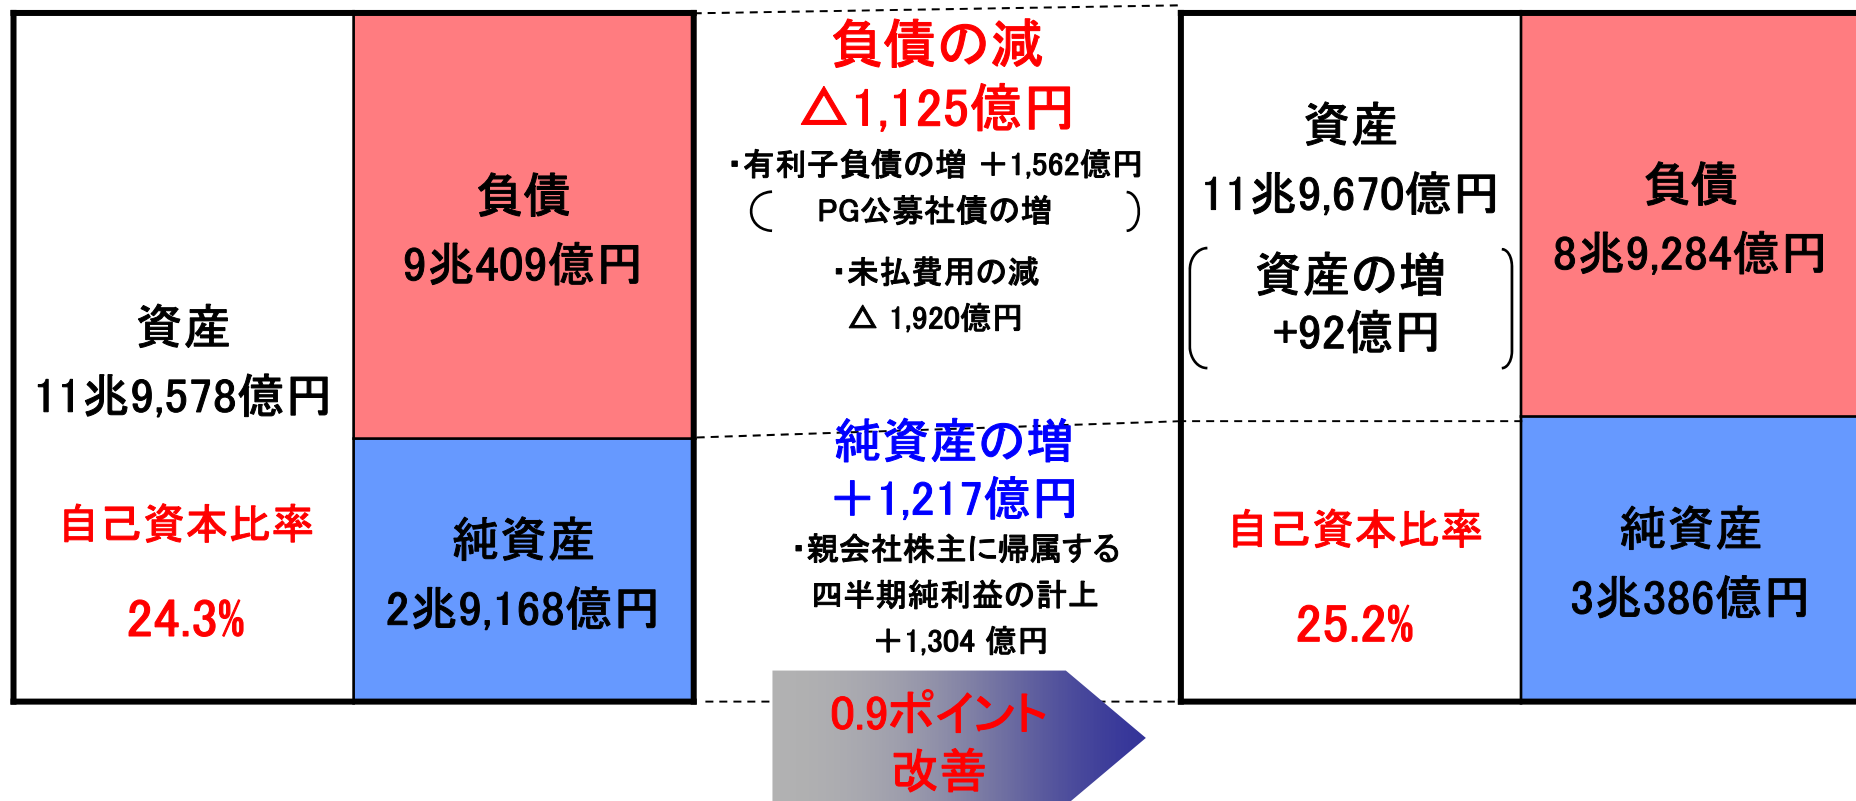 資産
11兆9,578億円
自己資本比率
24.3%
負債
9兆409億円
純資産
2兆9,168億円
負債の減
△1,125億円
・有利子負債の増 +1,562億円
( PG公募社債の増 )
・未払費用の減
△ 1,920億円
純資産の増
+1,217億円
・親会社株主に帰属する
四半期純利益の計上
+1,304 億円
0.9ポイント
改善
資産
11兆9,670億円
資産の増
+92億円
自己資本比率
25.2%
負債
8兆9,284億円
純資産
3兆386億円